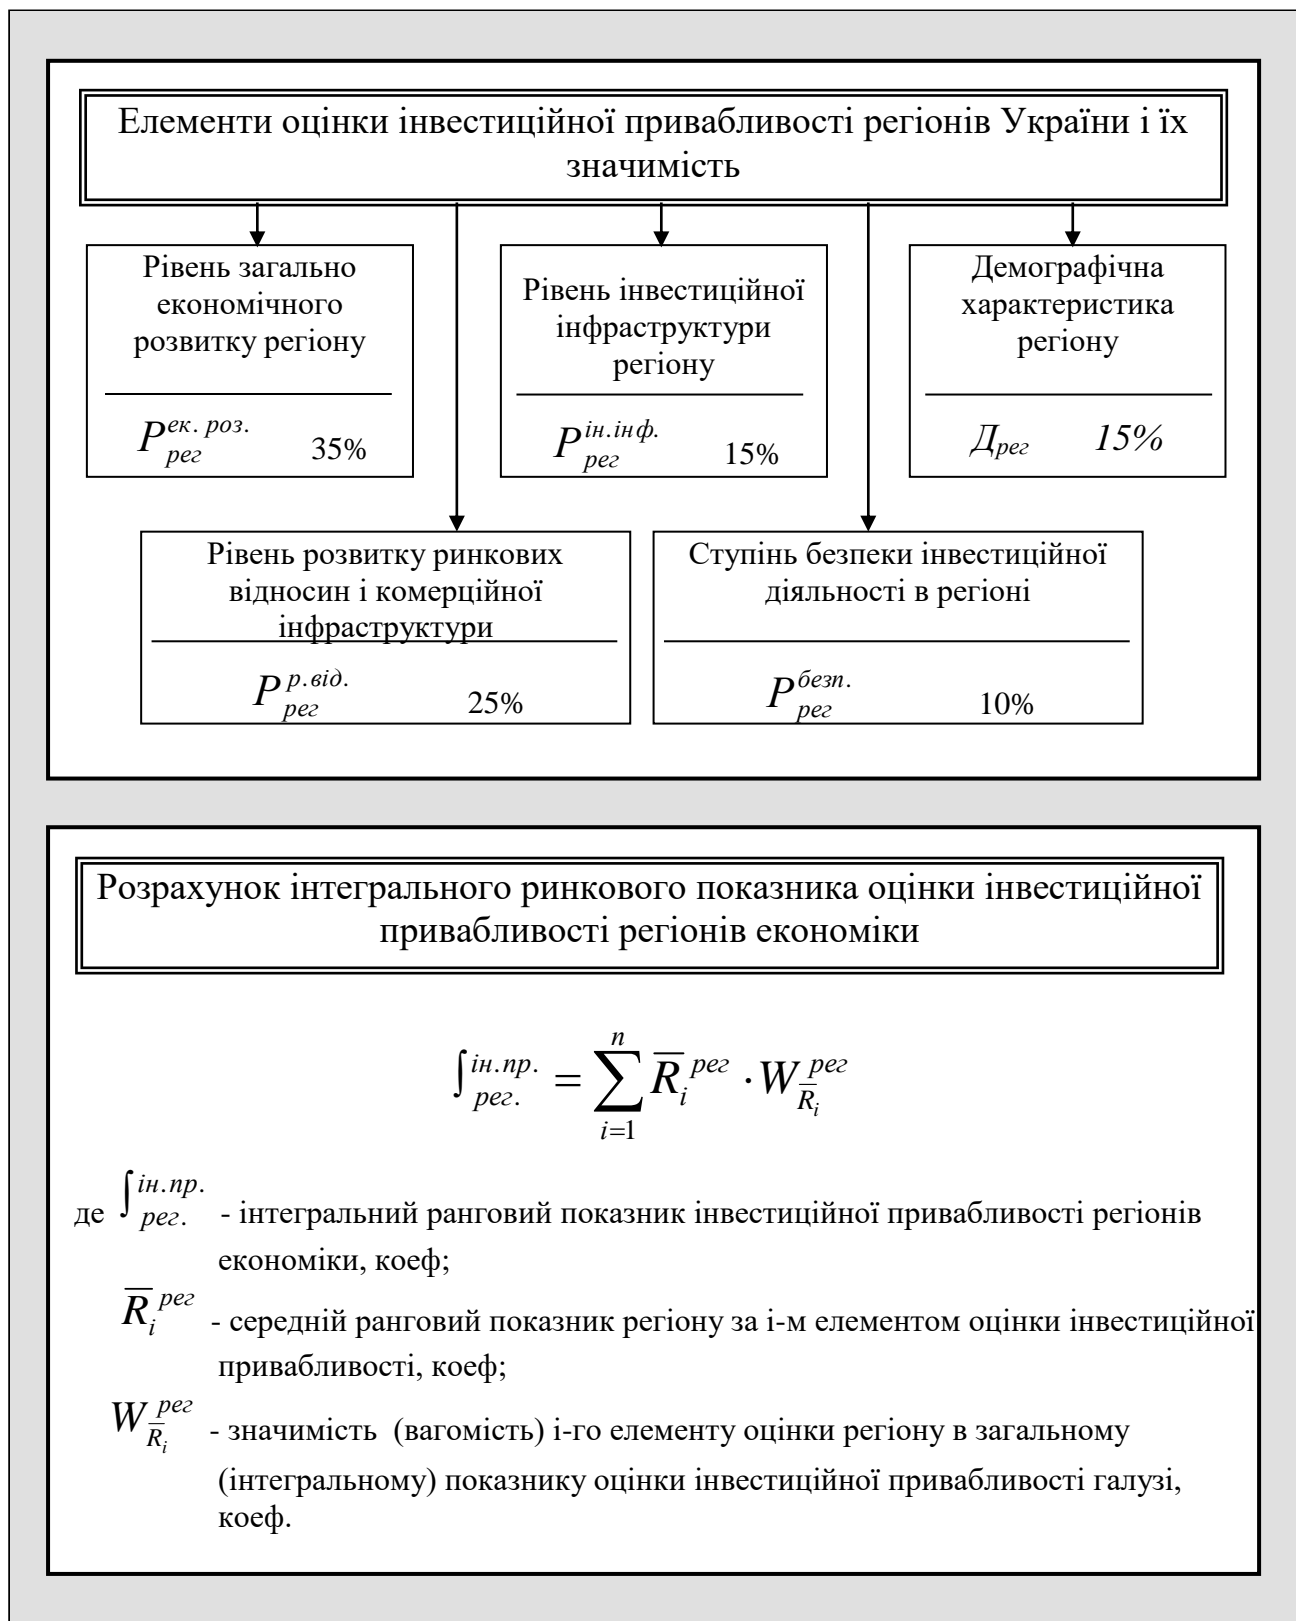 Елементи оцінки інвестиційної привабливості регіонів України і їх
значимість
Рівень загально
економічного
розвитку регіону
P рег ек. роз. 35%
Рівень інвестиційної
інфраструктури
регіону
P рег ін.інф. 15%
Демографічна
характеристика
регіону
Д рег 15%
Рівень розвитку ринкових
відносин і комерційної
інфраструктури
P рег р.від. 25%
Ступінь безпеки інвестиційної
діяльності в регіоні
P рег безп. 10%
Розрахунок інтегрального ринкового показника оцінки інвестиційної
привабливості регіонів економіки
∫ рег. ін.пр. = ∑ i=1 n R̅ i рег · W R̅ i рег
де ∫ рег. ін.пр. - інтегральний ранговий показник інвестиційної привабливості регіонів
економіки, коеф;
R̅ i рег - середній ранговий показник регіону за і-м елементом оцінки інвестиційної
привабливості, коеф;
W R̅ i рег - значимість (вагомість) і-го елементу оцінки регіону в загальному
(інтегральному) показнику оцінки інвестиційної привабливості галузі,
коеф.